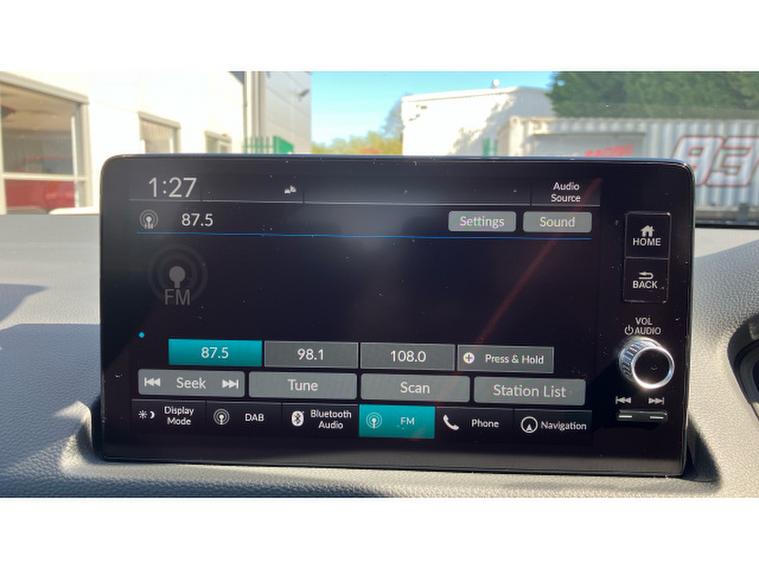 1:27
Audio
Source
FM
87.5
Settings
Sound
HOME
BACK
FM
VOL
AUDIO
87.5
98.1
108.0
Press & Hold
Seek
Tune
Scan
Station List
Display
Mode
DAB
Bluetooth
Audio
FM
Phone
Navigation